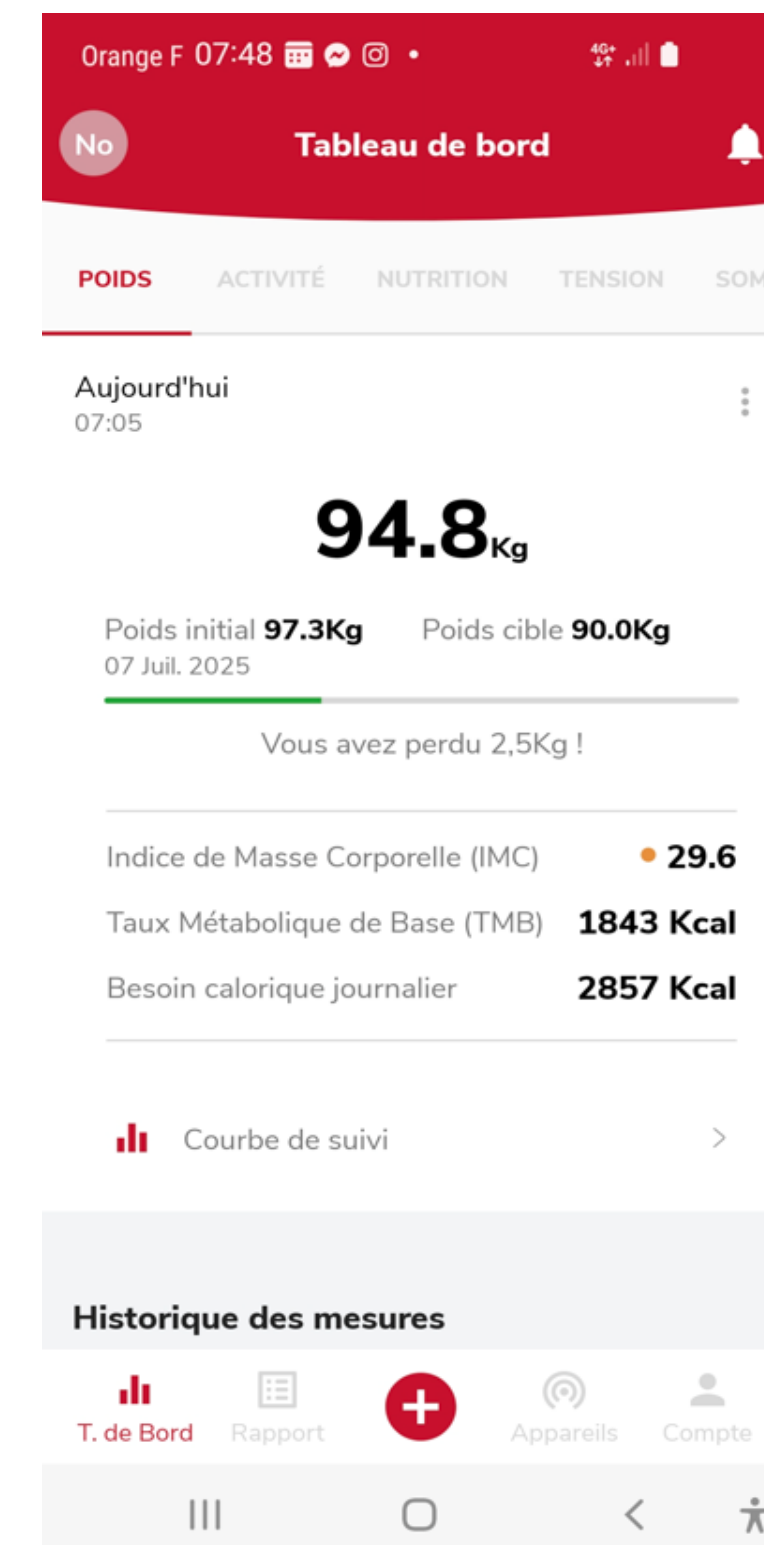 Orange F 07:48
4G+
No
Tableau de bord
POIDS ACTIVITÉ NUTRITION TENSION SOM
Aujourd'hui
07:05
94.8Kg
Poids initial 97.3Kg Poids cible 90.0Kg
07 Juil. 2025
Vous avez perdu 2,5Kg !
Indice de Masse Corporelle (IMC) 29.6
Taux Métabolique de Base (TMB) 1843 Kcal
Besoin calorique journalier 2857 Kcal
Courbe de suivi
Historique des mesures
T. de Bord Rapport Appareils Compte